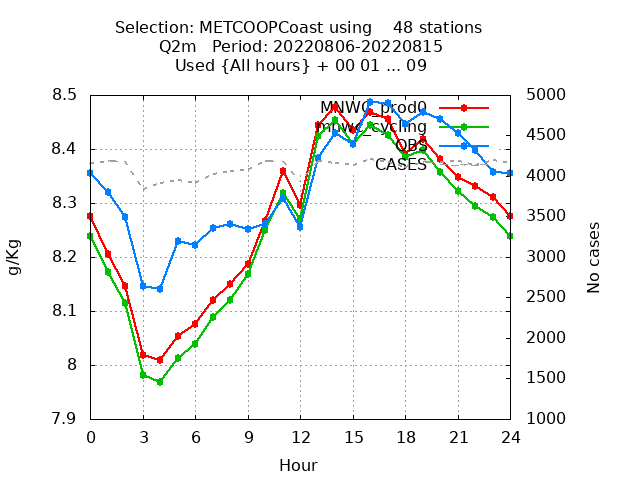 Selection: METCOOPCoast using    48 stations
Q2m   Period: 20220806-20220815
Used {All hours} + 00 01 ... 09
MNWC_prod0
mnwc_cycling
OBS
CASES
8.5
8.4
8.3
8.2
8.1
8
7.9
5000
4500
4000
3500
3000
2500
2000
1500
1000
g/Kg
No cases
0 3 6 9 12 15 18 21 24
Hour